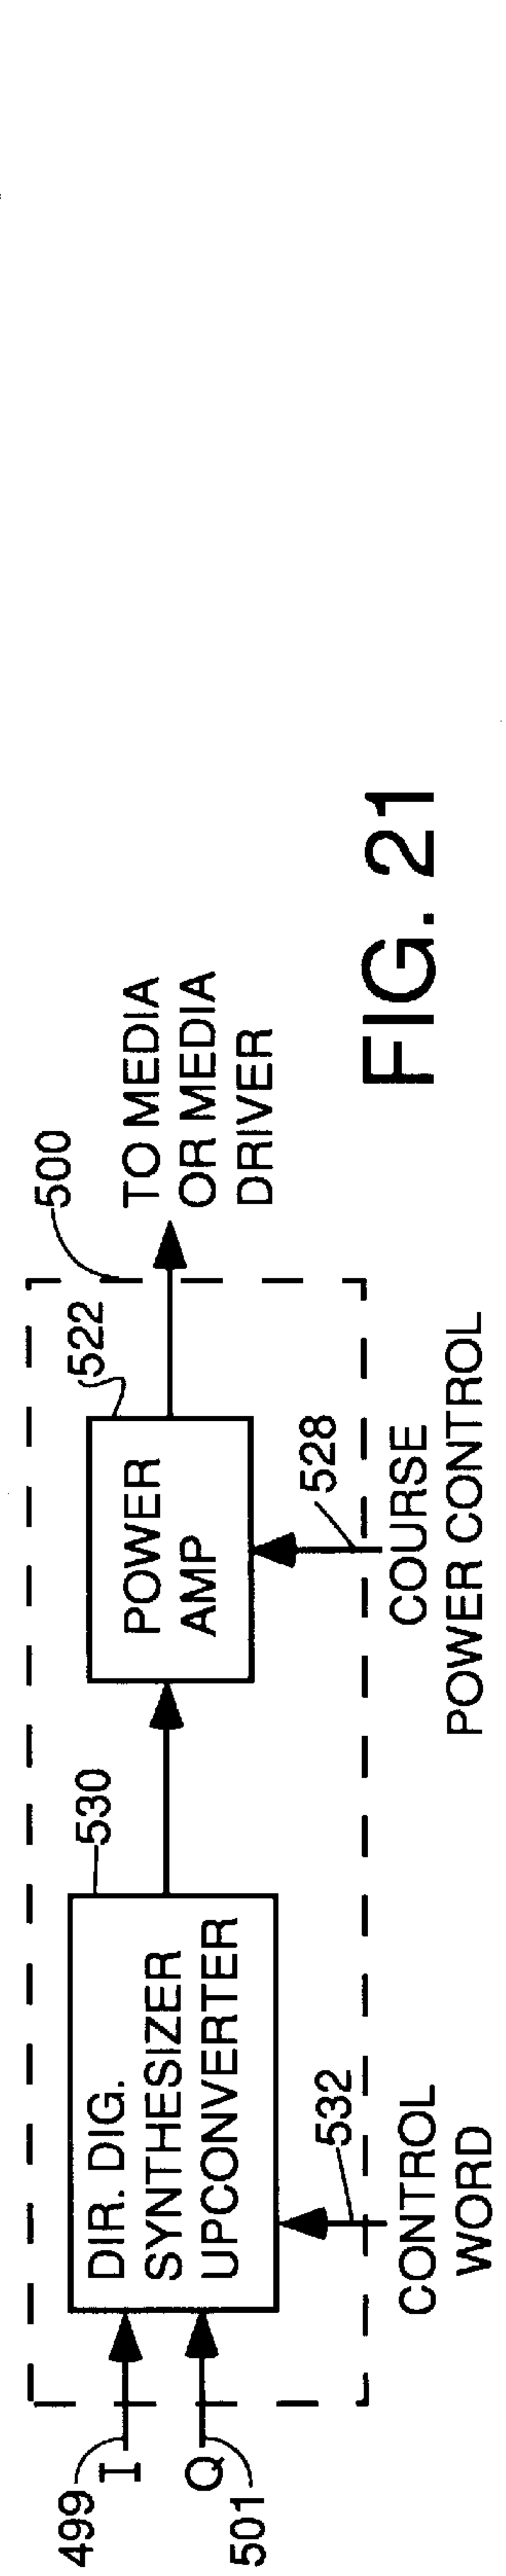 499
I
Q
501
DIR. DIG.
SYNTHESIZER
UPCONVERTER
530
532
CONTROL
WORD
POWER
AMP
522
528
COURSE
POWER CONTROL
500
TO MEDIA
OR MEDIA
DRIVER
FIG. 21